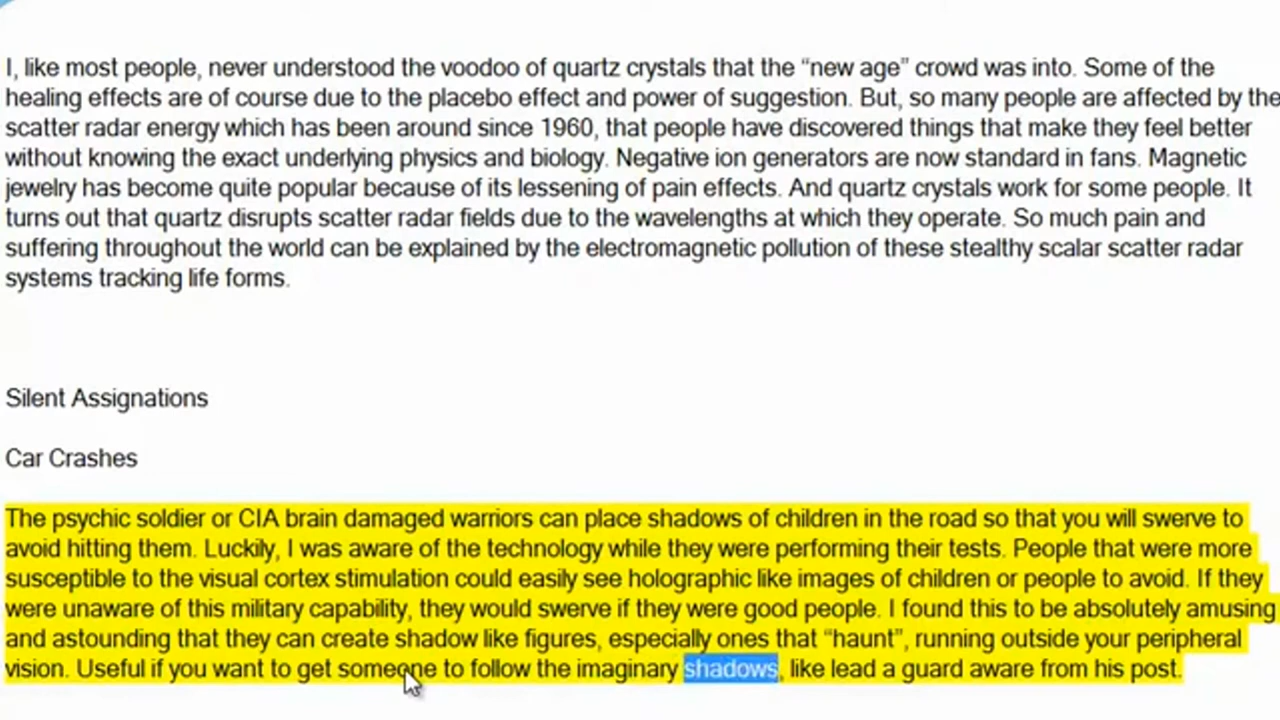 I, like most people, never understood the voodoo of quartz crystals that the “new age” crowd was into. Some of the
healing effects are of course due to the placebo effect and power of suggestion. But, so many people are affected by the
scatter radar energy which has been around since 1960, that people have discovered things that make they feel better
without knowing the exact underlying physics and biology. Negative ion generators are now standard in fans. Magnetic
jewelry has become quite popular because of its lessening of pain effects. And quartz crystals work for some people. It
turns out that quartz disrupts scatter radar fields due to the wavelengths at which they operate. So much pain and
suffering throughout the world can be explained by the electromagnetic pollution of these stealthy scalar scatter radar
systems tracking life forms.
Silent Assignations
Car Crashes
The psychic soldier or CIA brain damaged warriors can place shadows of children in the road so that you will swerve to
avoid hitting them. Luckily, I was aware of the technology while they were performing their tests. People that were more
susceptible to the visual cortex stimulation could easily see holographic like images of children or people to avoid. If they
were unaware of this military capability, they would swerve if they were good people. I found this to be absolutely amusing
and astounding that they can create shadow like figures, especially ones that “haunt”, running outside your peripheral
vision. Useful if you want to get someone to follow the imaginary shadows, like lead a guard aware from his post.